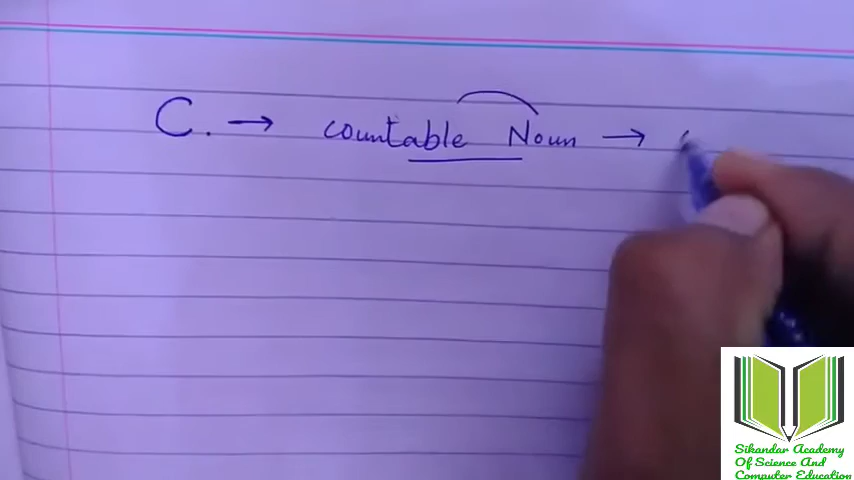 C. → countable Noun →
Sikandar Academy
Of Science And
Computer Education